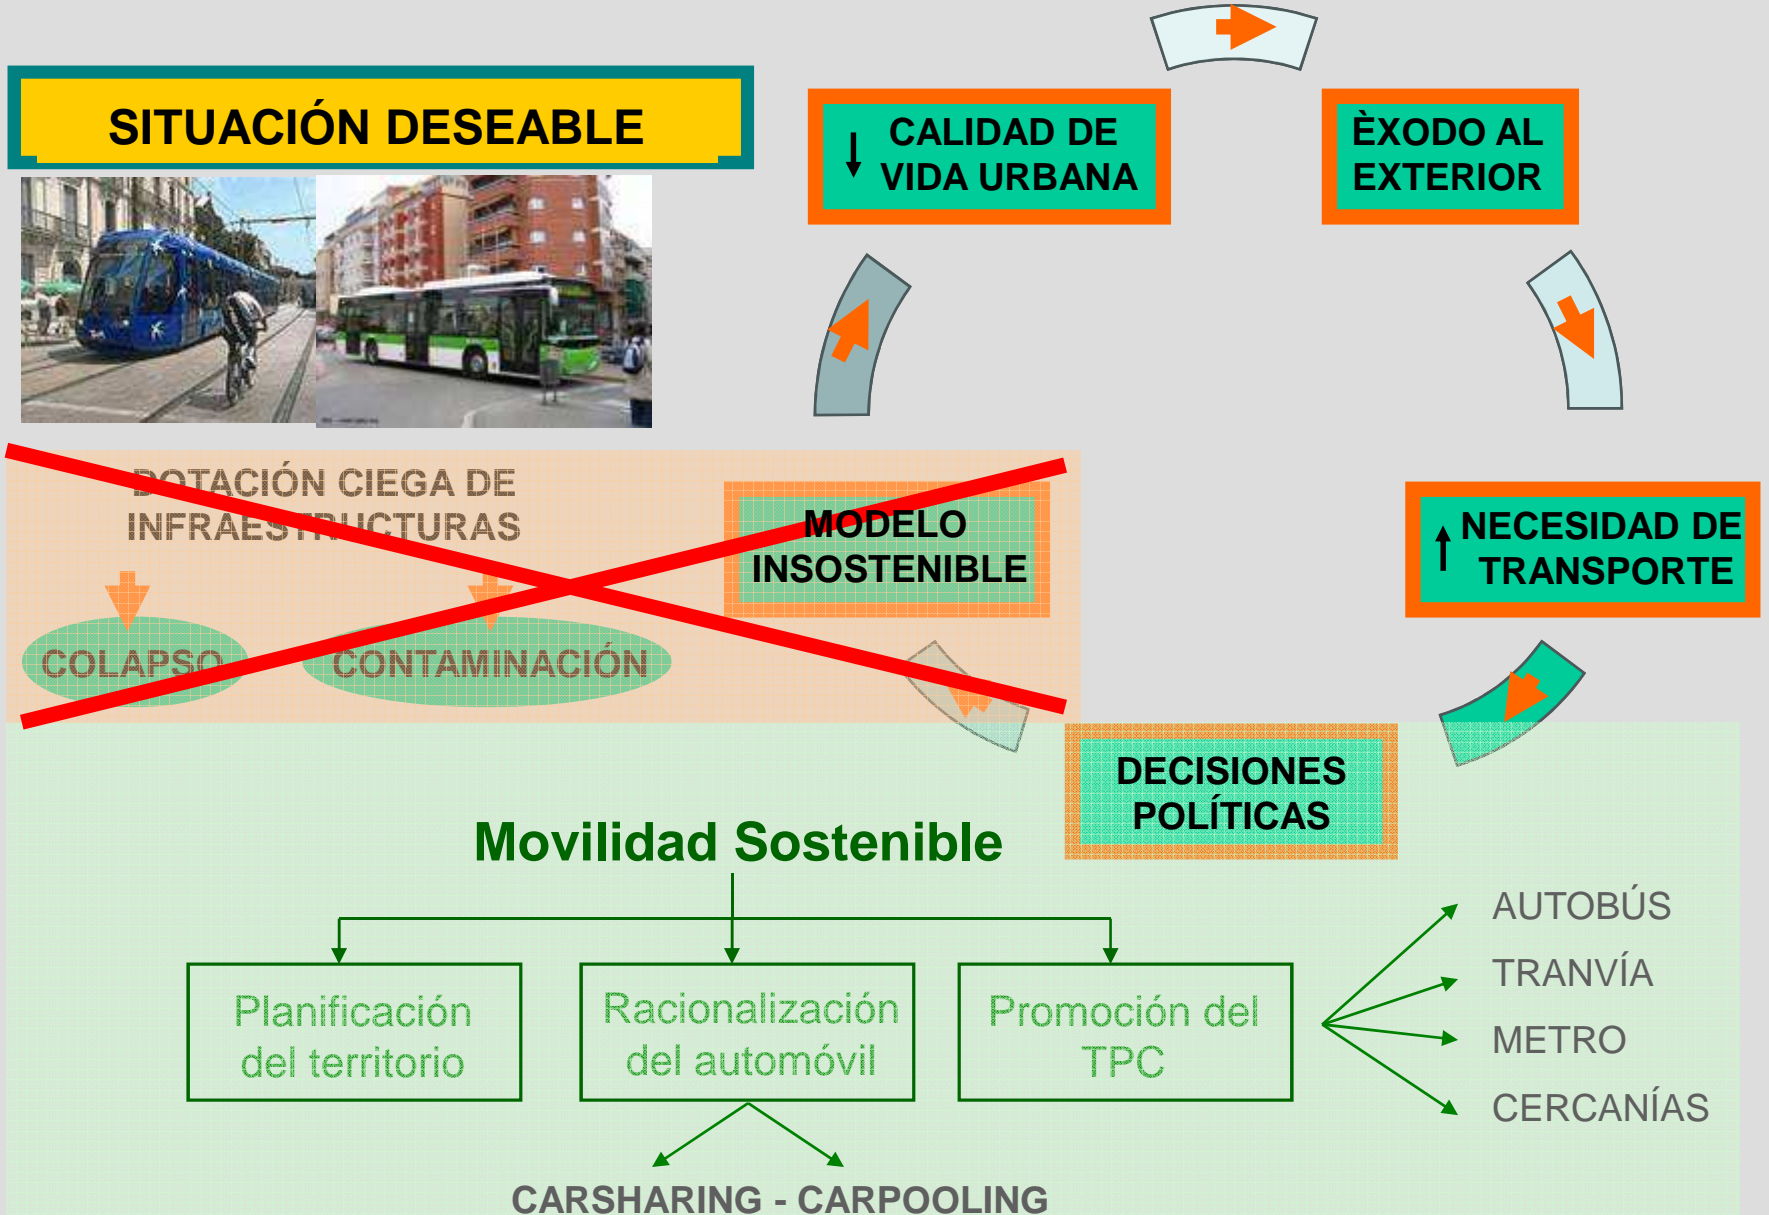 SITUACIÓN DESEABLE
↓ CALIDAD DE
VIDA URBANA
ÈXODO AL
EXTERIOR
DOTACIÓN CIEGA DE
INFRAESTRUCTURAS
COLAPSO
CONTAMINACIÓN
MODELO
INSOSTENIBLE
↑ NECESIDAD DE
TRANSPORTE
DECISIONES
POLÍTICAS
Movilidad Sostenible
Planificación
del territorio
Racionalización
del automóvil
Promoción del
TPC
AUTOBÚS
TRANVÍA
METRO
CERCANÍAS
CARSHARING - CARPOOLING